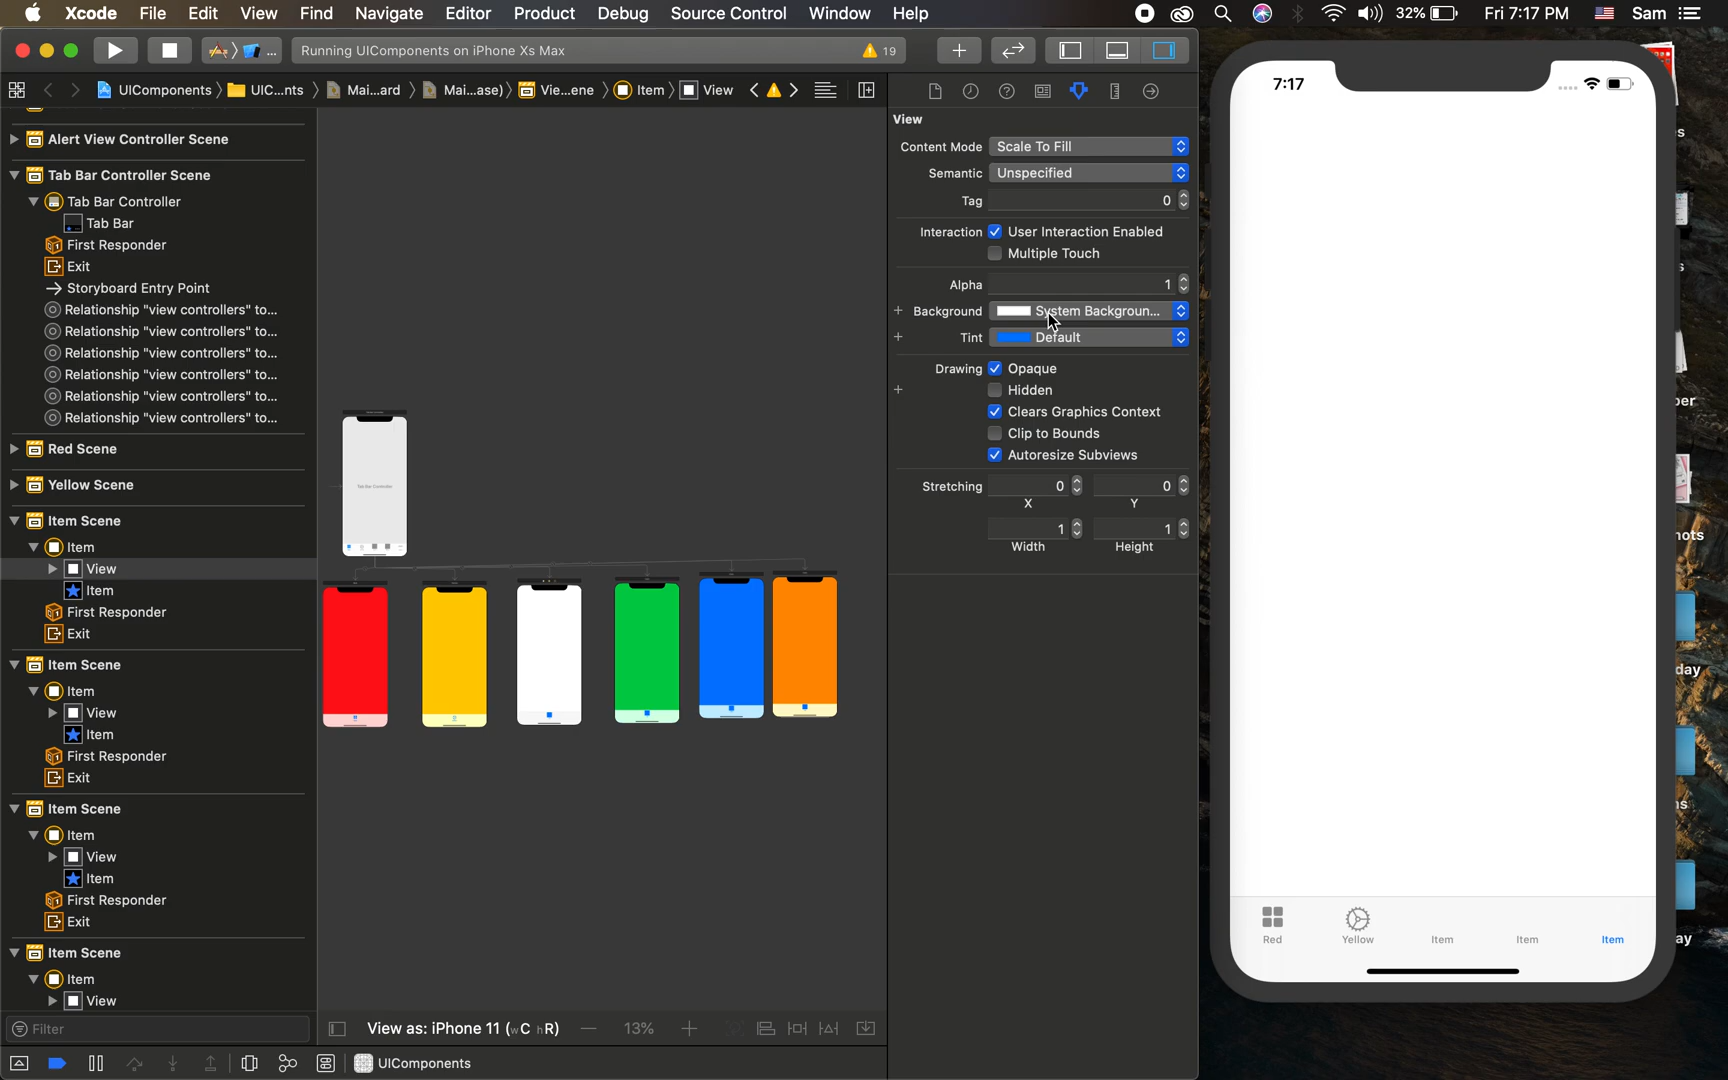 Xcode File Edit View Find Navigate Editor Product Debug Source Control Window Help 32% Fri 7:17 PM Sam
... Running UIComponents on iPhone Xs Max 19
UIComponents UIC...nts Mai...ard Mai...ase) Vie...ene Item View
Alert View Controller Scene
Tab Bar Controller Scene
Tab Bar Controller
Tab Bar
First Responder
Exit
Storyboard Entry Point
Relationship "view controllers" to...
Relationship "view controllers" to...
Relationship "view controllers" to...
Relationship "view controllers" to...
Relationship "view controllers" to...
Relationship "view controllers" to...
Red Scene
Yellow Scene
Item Scene
Item
View
Item
First Responder
Exit
Item Scene
Item
View
Item
First Responder
Exit
Item Scene
Item
View
Item
First Responder
Exit
Item Scene
Item
View
Filter
Tab Bar Controller
View as: iPhone 11 (wC hR) 13%
UIComponents
View
Content Mode Scale To Fill
Semantic Unspecified
Tag 0
Interaction User Interaction Enabled
Multiple Touch
Alpha 1
Background System Backgroun...
Tint Default
Drawing Opaque
Hidden
Clears Graphics Context
Clip to Bounds
Autoresize Subviews
Stretching 0 0
X Y
1 1
Width Height
7:17
Red Yellow Item Item Item
s
s
per
hots
day
ns
ay